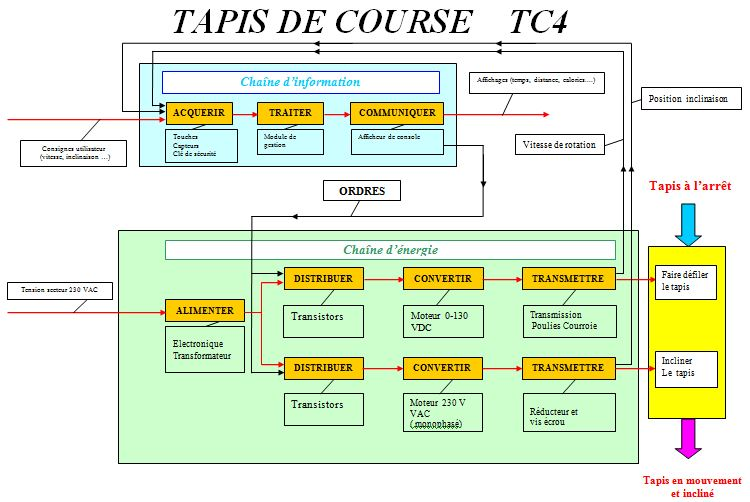 TAPIS DE COURSE TC4
Chaîne d'information
Affichages (temps, distance, calories....)
Position inclinaison
ACQUERIR
TRAITER
COMMUNIQUER
Consignes utilisateur
(vitesse, inclinaison ...)
Touches
Capteurs
Clé de sécurité
Module de
gestion
Afficheur de console
Vitesse de rotation
ORDRES
Tapis à l'arrêt
Chaîne d'énergie
Tension secteur 230 VAC
ALIMENTER
Electronique
Transformateur
DISTRIBUER
CONVERTIR
TRANSMETTRE
Faire défiler
le tapis
Transistors
Moteur 0-130
VDC
Transmission
Poulies Courroie
DISTRIBUER
CONVERTIR
TRANSMETTRE
Incliner
Le tapis
Transistors
Moteur 230 V
VAC
(monophasé)
Réducteur et
vis écrou
Tapis en mouvement
et incliné